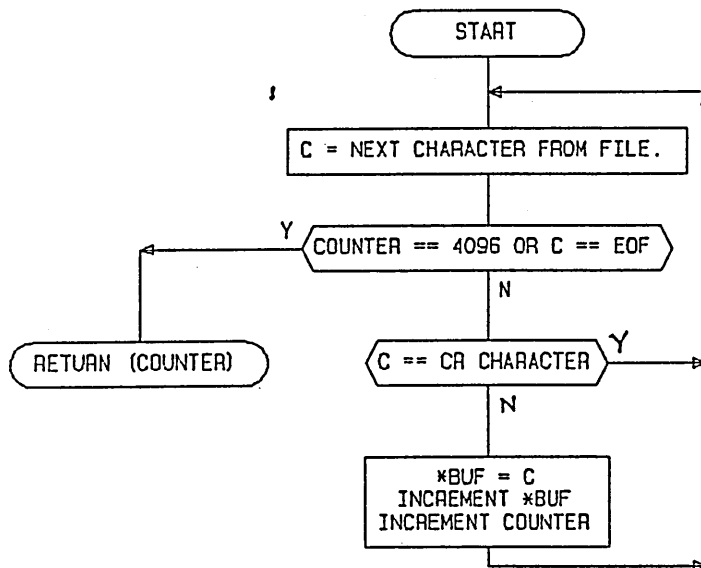 START
C = NEXT CHARACTER FROM FILE.
Y
COUNTER == 4096 OR C == EOF
N
RETURN (COUNTER)
C == CR CHARACTER
Y
N
*BUF = C
INCREMENT *BUF
INCREMENT COUNTER